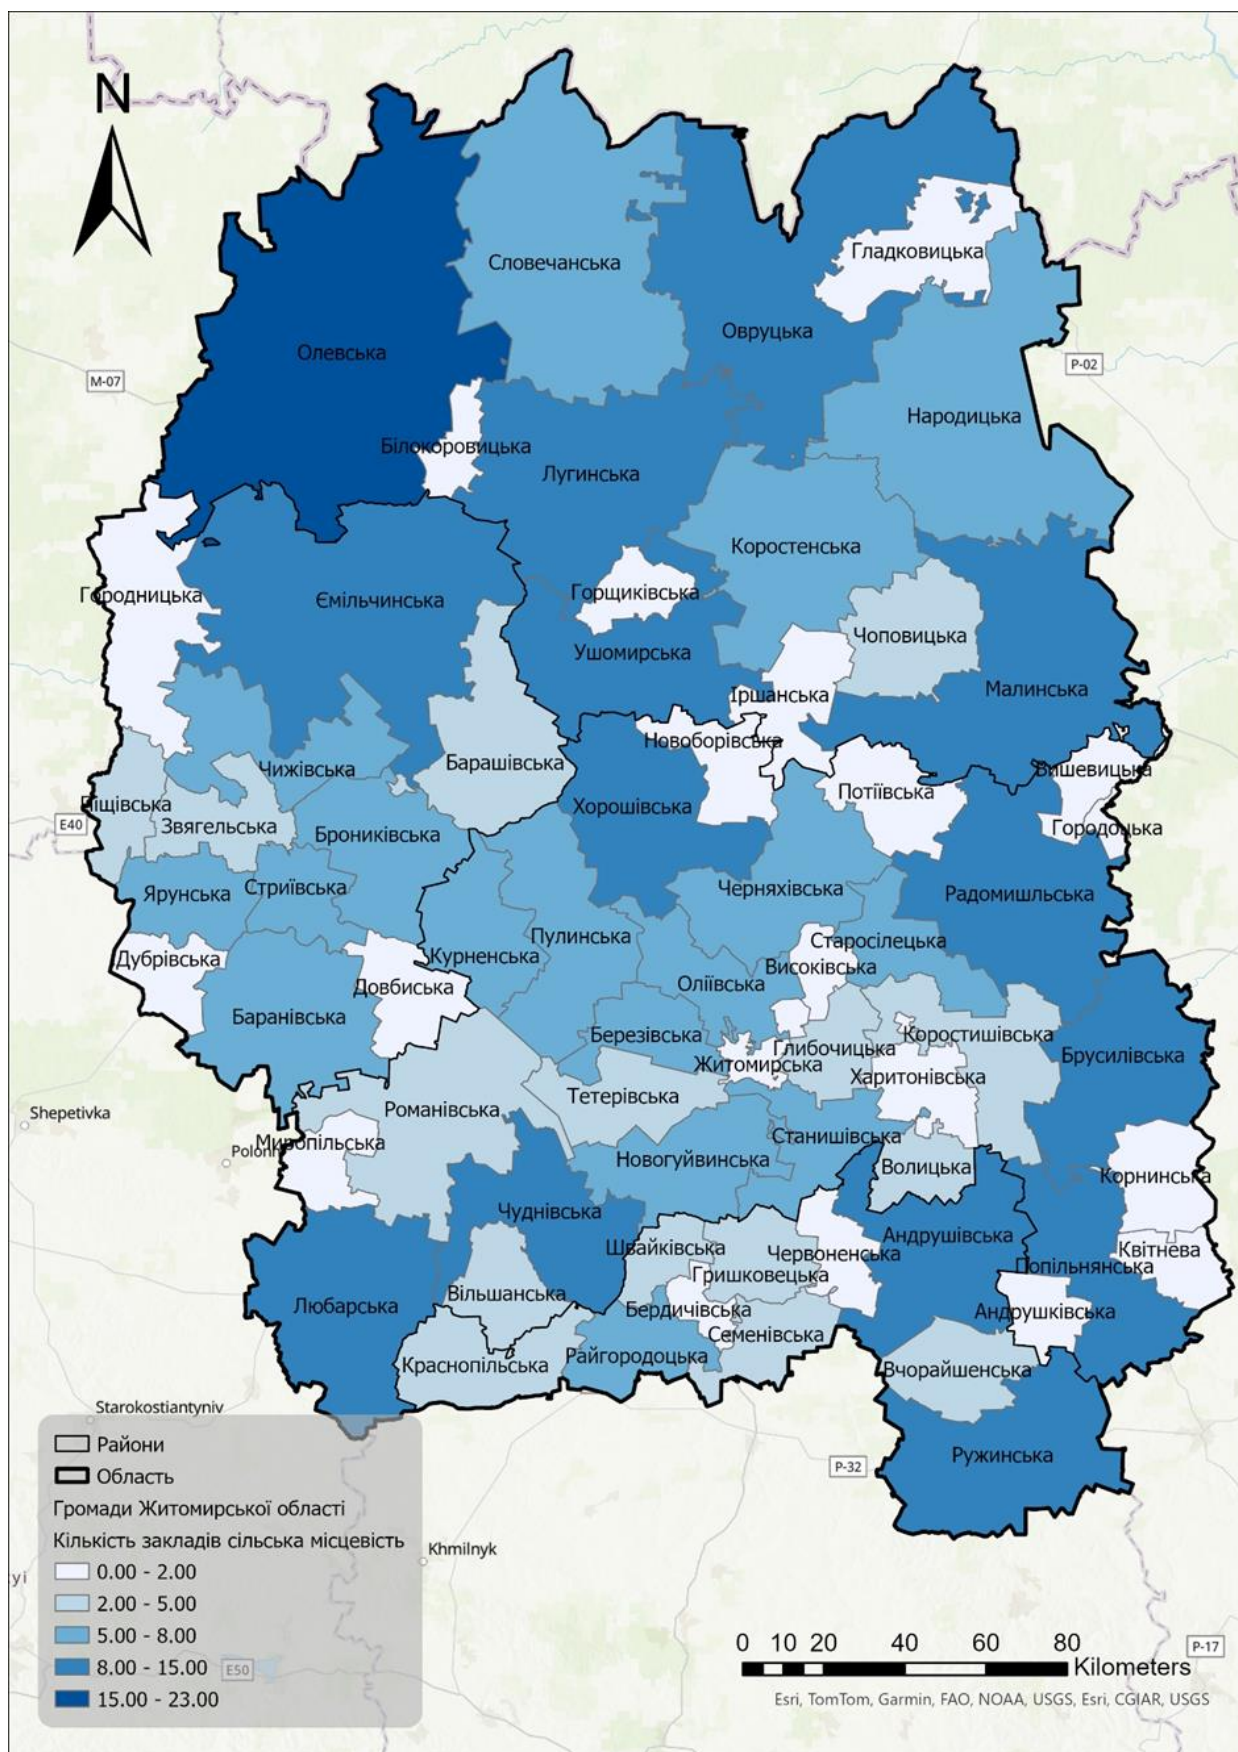 N
Словечанська
Гладковицька
Овруцька
Олевська
M-07
P-02
Народицька
Білокоровицька
Лугинська
Коростенська
Городницька
Ємільчинська
Горщиківська
Чоповицька
Ушомирська
Малинська
Іршанська
Новоборівська
Барашівська
Чижівська
Вишевицька
Потіївська
Хорошівська
Піщівська
E40
Звягельська
Городоцька
Брониківська
Ярунська
Стриївська
Черняхівська
Радомишльська
Пулинська
Старосілецька
Дубрівська
Курненська
Високівська
Довбиська
Оліївська
Баранівська
Березівська
Коростишівська
Глибочицька
Брусилівська
Житомирська
Харитонівська
Тетерівська
Романівська
Shepetivka
Станишівська
Миропільська
Polonn
Новогуйвинська
Волицька
Корнинська
Чуднівська
Андрушівська
Швайківська
Червоненська
Квітнева
Гришковецька
Попільнянська
Вільшанська
Любарська
Бердичівська
Андрушківська
Семенівська
Райгородоцька
Краснопільська
Вчорайшенська
Starokostiantyniv
Ружинська
P-32
Райони
Область
Громади Житомирської області
Кількість закладів сільська місцевість
0.00 - 2.00
2.00 - 5.00
5.00 - 8.00
8.00 - 15.00
15.00 - 23.00
Khmilnyk
yi
E50
0 10 20 40 60 80
Kilometers
P-17
Esri, TomTom, Garmin, FAO, NOAA, USGS, Esri, CGIAR, USGS